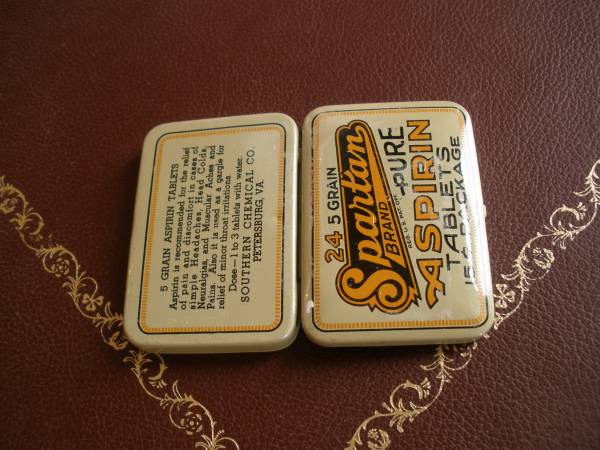 5 GRAIN ASPIRIN TABLETS
Aspirin is recommended for the relief
of pain and discomfort in cases of
simple Headaches, Head Colds,
Neuralgias, and Muscular Aches and
Pains. Also it is used as a gargle for
relief of minor throat irritations
Dose—1 to 3 tablets with water.
SOUTHERN CHEMICAL CO.
PETERSBURG, VA.
24 5 GRAIN
Spartan
BRAND
REG. U.S. PAT. OFF.
PURE
ASPIRIN
TABLETS
15¢ PACKAGE